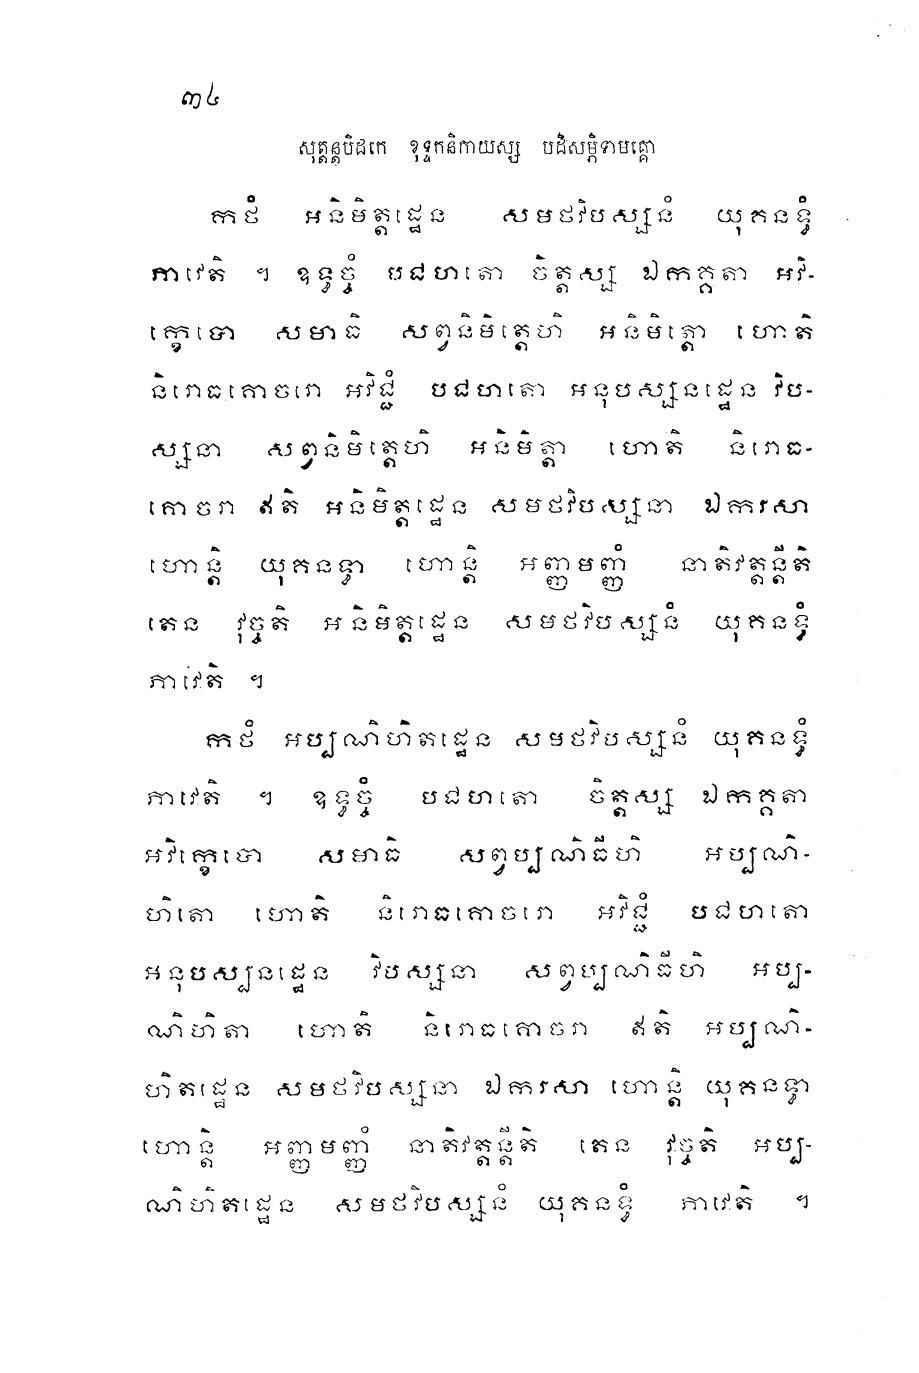 ៣៤
សុត្តន្តបិដកេ ខុទ្ទកនិកាយស្ស បដិសម្ភិទាមគ្គោ
កថំ អនិមិត្តដ្ឋេន សមថវិបស្សនំ យុគនទ្ធំ
ភាវេតិ ។ ឧទ្ធច្ចំ បជហតោ ចិត្តស្ស ឯកគ្គតា អវិ-
ក្ខេបោ សមាធិ សព្វនិមិត្តេហិ អនិមិត្តោ ហោតិ
និរោធគោចរោ អវិជ្ជំ បជហតោ អនុបស្សនដ្ឋេន វិប-
ស្សនា សព្វនិមិត្តេហិ អនិមិត្តា ហោតិ និរោធ-
គោចរា ឥតិ អនិមិត្តដ្ឋេន សមថវិបស្សនា ឯករសា
ហោន្តិ យុគនទ្ធា ហោន្តិ អញ្ញមញ្ញំ នាតិវត្តន្តីតិ
តេន វុច្ចតិ អនិមិត្តដ្ឋេន សមថវិបស្សនំ យុគនទ្ធំ
ភាវេតិ ។
កថំ អប្បណិហិតដ្ឋេន សមថវិបស្សនំ យុគនទ្ធំ
ភាវេតិ ។ ឧទ្ធច្ចំ បជហតោ ចិត្តស្ស ឯកគ្គតា
អវិក្ខេបោ សមាធិ សព្វប្បណិធីហិ អប្បណិ-
ហិតោ ហោតិ និរោធគោចរោ អវិជ្ជំ បជហតោ
អនុបស្សនដ្ឋេន វិបស្សនា សព្វប្បណិធីហិ អប្ប-
ណិហិតា ហោតិ និរោធគោចរា ឥតិ អប្បណិ-
ហិតដ្ឋេន សមថវិបស្សនា ឯករសា ហោន្តិ យុគនទ្ធា
ហោន្តិ អញ្ញមញ្ញំ នាតិវត្តន្តីតិ តេន វុច្ចតិ អប្ប-
ណិហិតដ្ឋេន សមថវិបស្សនំ យុគនទ្ធំ ភាវេតិ ។